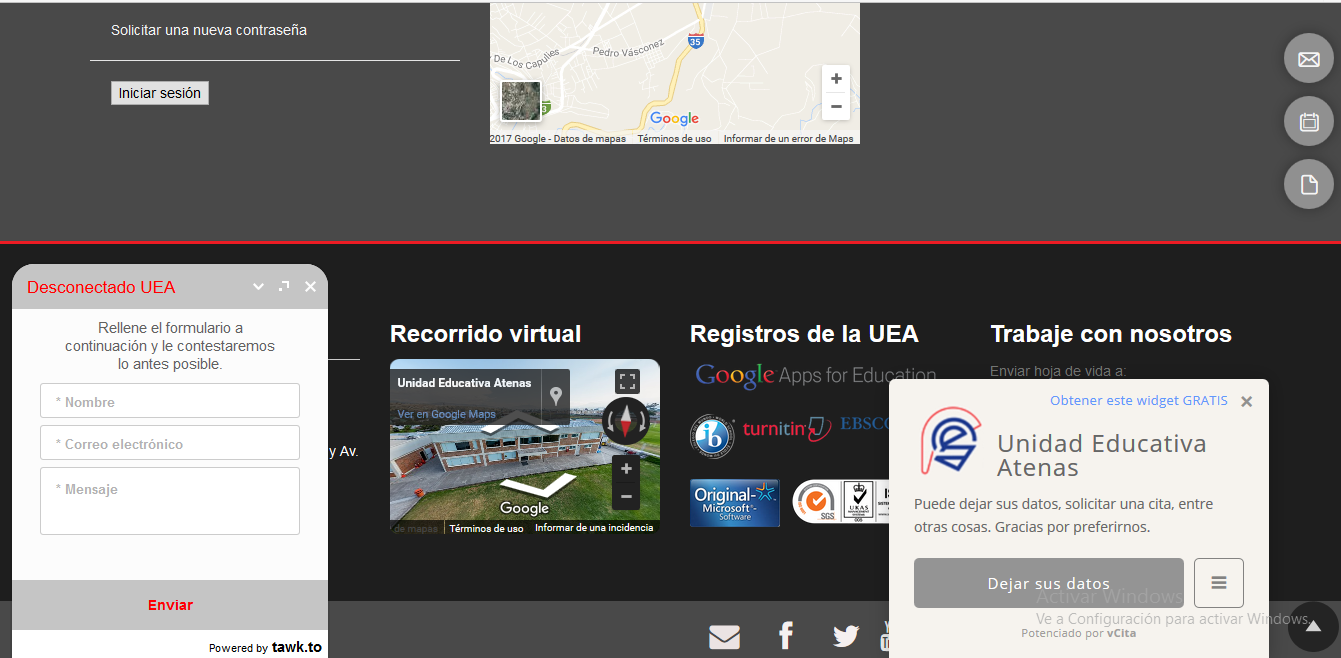 Solicitar una nueva contraseña
Iniciar sesión
De Los Capulies
Pedro Vásconez
35
Google
2017 Google - Datos de mapas
Términos de uso
Informar de un error de Maps
Desconectado UEA
Rellene el formulario a
continuación y le contestaremos
lo antes posible.
* Nombre
* Correo electrónico
* Mensaje
Enviar
Powered by tawk.to
y Av.
Recorrido virtual
Unidad Educativa Atenas
Ver en Google Maps
Google
de mapas
Términos de uso
Informar de una incidencia
Registros de la UEA
Google Apps for Education
ib
turnitin
EBSC
Original
Microsoft
Software
SGS
UKAS
MANAGEMENT
SYSTEMS
Trabaje con nosotros
Enviar hoja de vida a:
Obtener este widget GRATIS
Unidad Educativa
Atenas
Puede dejar sus datos, solicitar una cita, entre
otras cosas. Gracias por preferirnos.
Dejar sus datos
Activar Windows
Ve a Configuración para activar Windows.
Potenciado por vCita